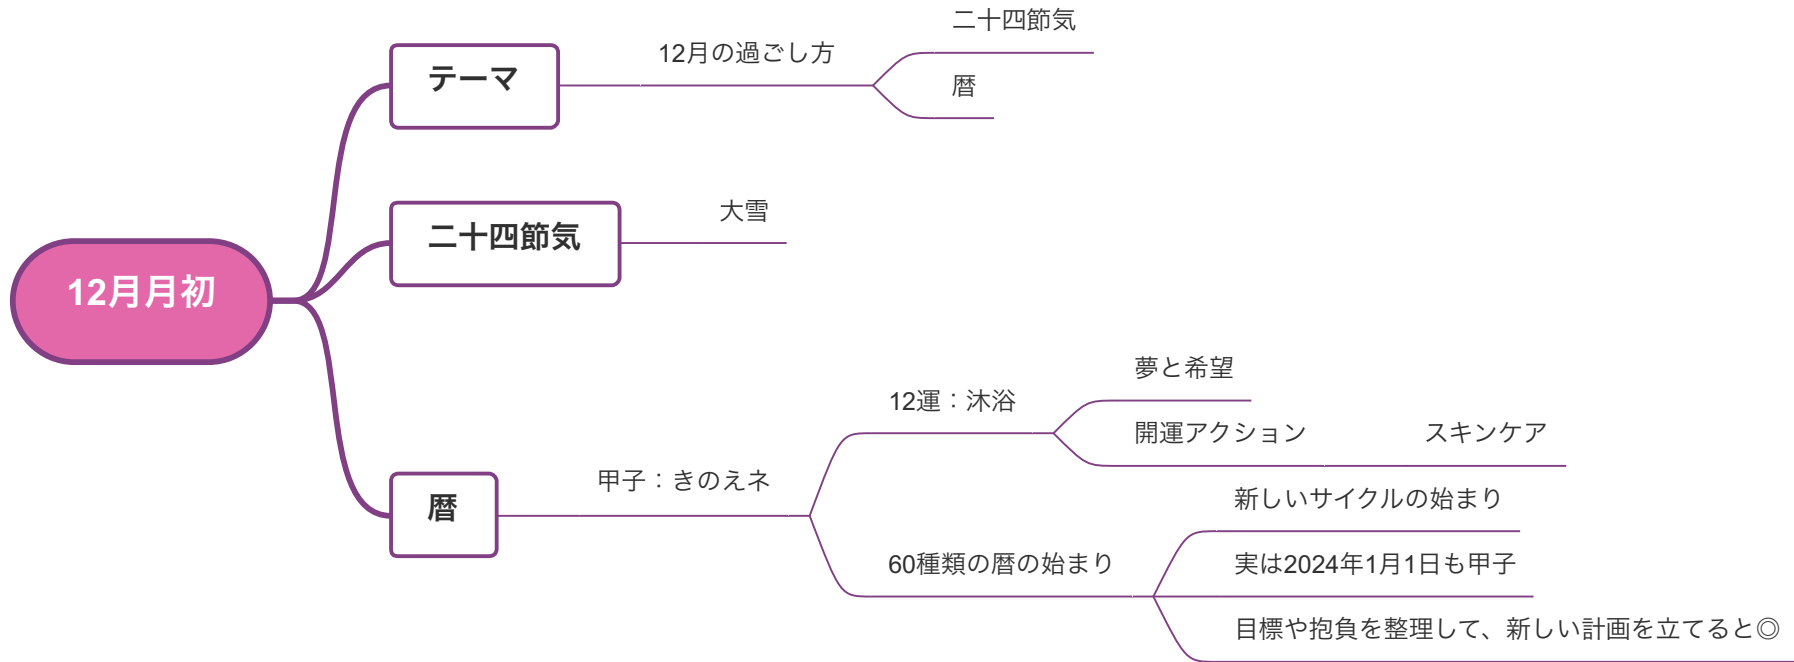 12月月初
テーマ
12月の過ごし方
二十四節気
暦
二十四節気
大雪
暦
甲子：きのえネ
12運：沐浴
夢と希望
開運アクション
スキンケア
60種類の暦の始まり
新しいサイクルの始まり
実は2024年1月1日も甲子
目標や抱負を整理して、新しい計画を立てると◎